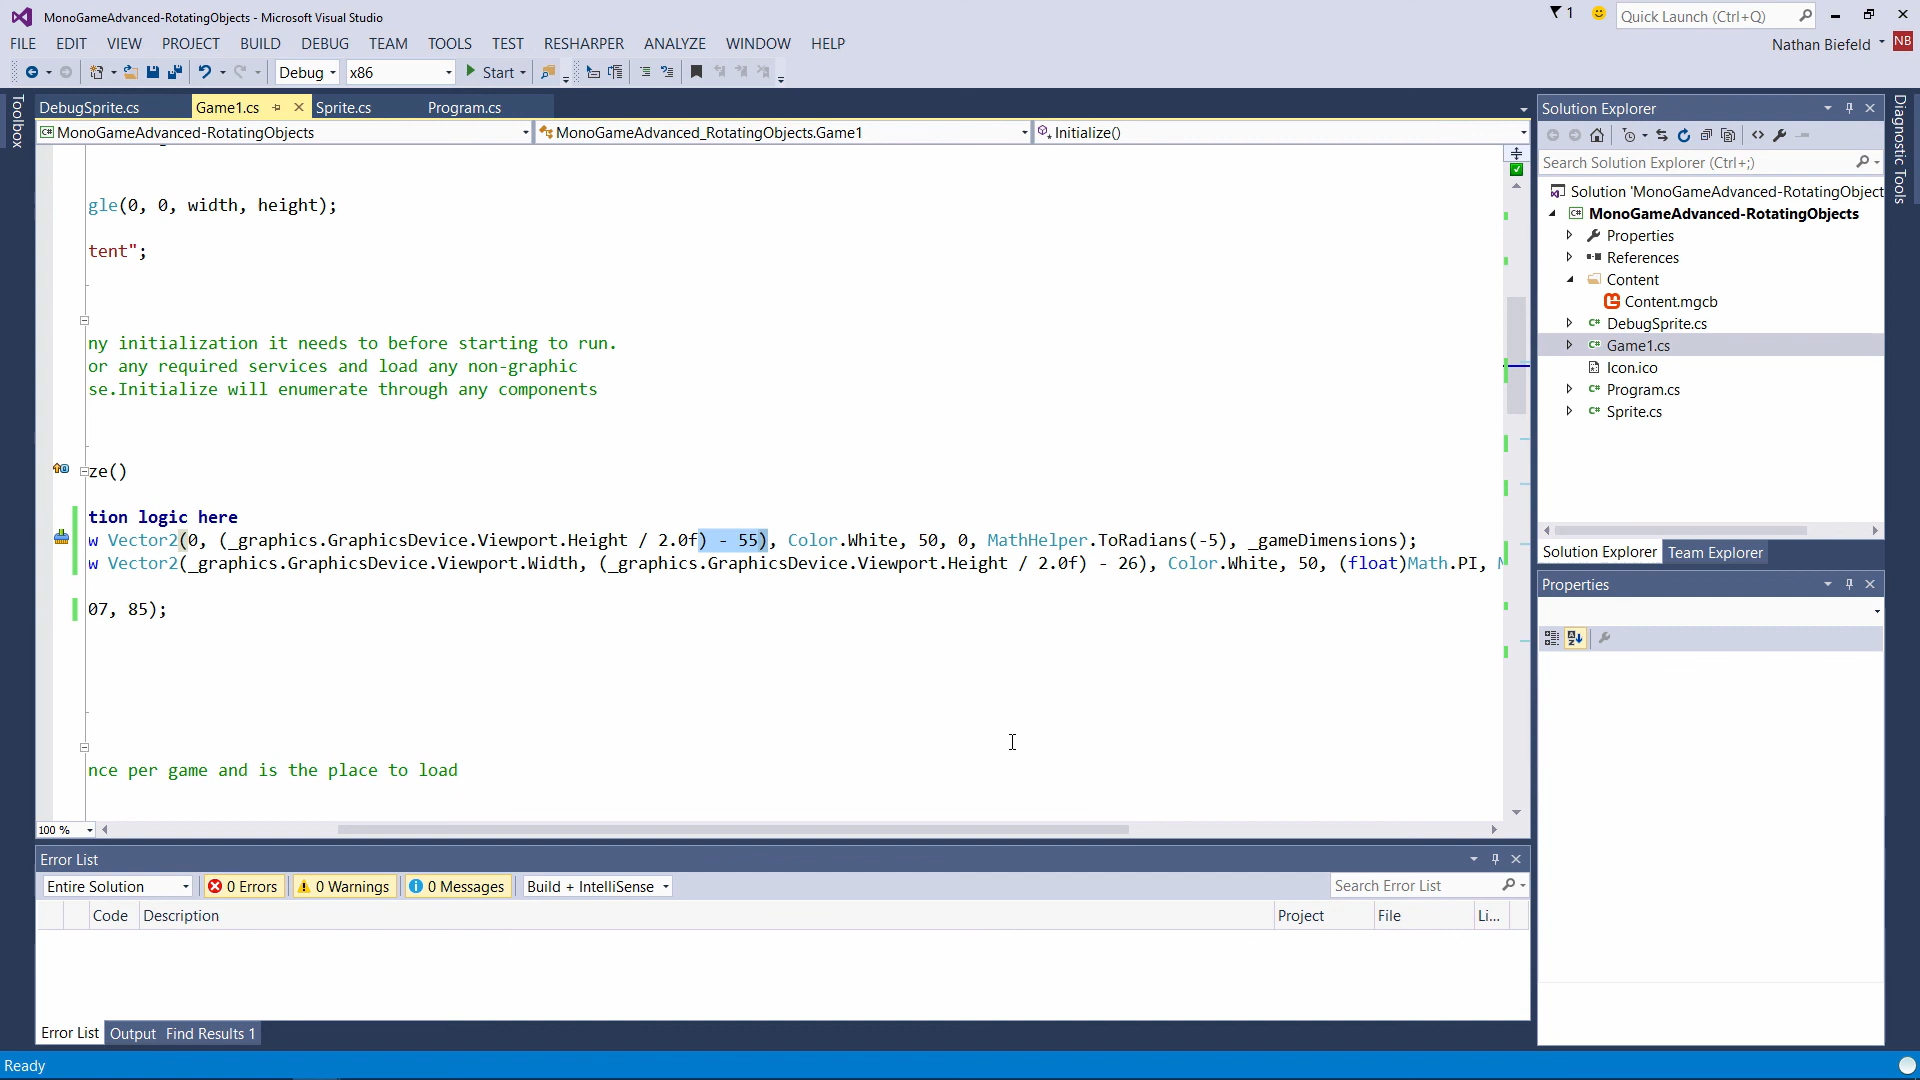 MonoGameAdvanced-RotatingObjects - Microsoft Visual Studio
1
Quick Launch (Ctrl+Q)
FILE EDIT VIEW PROJECT BUILD DEBUG TEAM TOOLS TEST RESHARPER ANALYZE WINDOW HELP
Nathan Biefeld NB
Debug x86 Start
Toolbox
DebugSprite.cs Game1.cs Sprite.cs Program.cs
MonoGameAdvanced-RotatingObjects MonoGameAdvanced_RotatingObjects.Game1 Initialize()
gle(0, 0, width, height);
tent";
ny initialization it needs to before starting to run.
or any required services and load any non-graphic
se.Initialize will enumerate through any components
ze()
tion logic here
w Vector2(0, (_graphics.GraphicsDevice.Viewport.Height / 2.0f) - 55), Color.White, 50, 0, MathHelper.ToRadians(-5), _gameDimensions);
w Vector2(_graphics.GraphicsDevice.Viewport.Width, (_graphics.GraphicsDevice.Viewport.Height / 2.0f) - 26), Color.White, 50, (float)Math.PI,
07, 85);
nce per game and is the place to load
100 %
Error List
Entire Solution 0 Errors 0 Warnings 0 Messages Build + IntelliSense Search Error List
Code Description Project File Li...
Error List Output Find Results 1
Ready
Solution Explorer
Search Solution Explorer (Ctrl+;)
Solution 'MonoGameAdvanced-RotatingObject
MonoGameAdvanced-RotatingObjects
Properties
References
Content
Content.mgcb
DebugSprite.cs
Game1.cs
Icon.ico
Program.cs
Sprite.cs
Solution Explorer Team Explorer
Properties
Diagnostic Tools